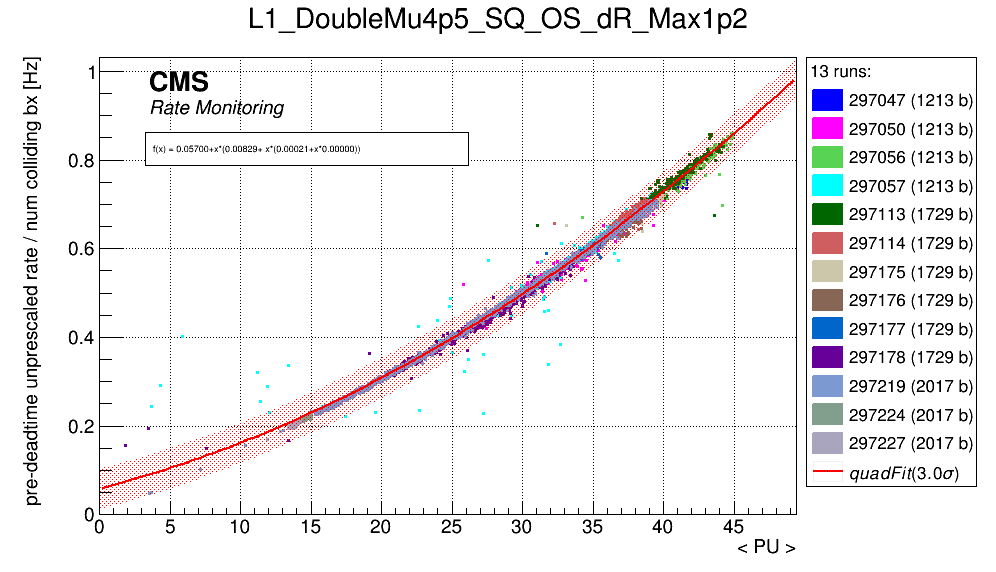 L1_DoubleMu4p5_SQ_OS_dR_Max1p2
pre-deadtime unprescaled rate / num colliding bx [Hz]
CMS
Rate Monitoring
f(x) = 0.05700+x*(0.00829+ x*(0.00021+x*0.00000))
1
0.8
0.6
0.4
0.2
0
0 5 10 15 20 25 30 35 40 45
< PU >
13 runs:
297047 (1213 b)
297050 (1213 b)
297056 (1213 b)
297057 (1213 b)
297113 (1729 b)
297114 (1729 b)
297175 (1729 b)
297176 (1729 b)
297177 (1729 b)
297178 (1729 b)
297219 (2017 b)
297224 (2017 b)
297227 (2017 b)
quadFit(3.0σ)